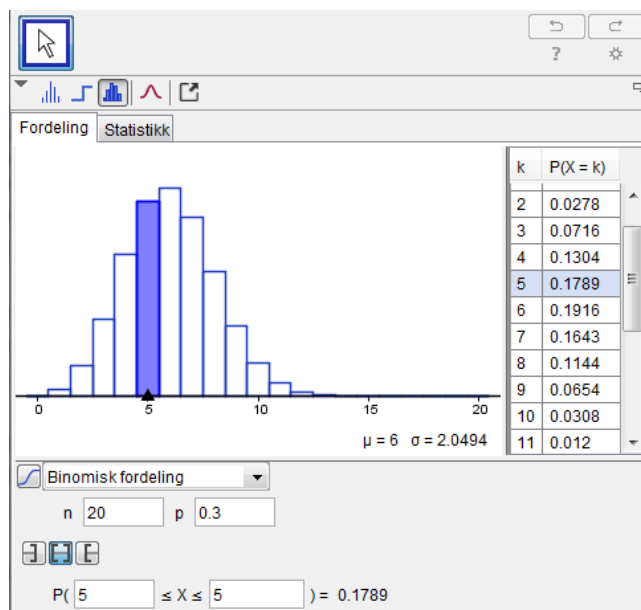 ?
Fordeling Statistikk
k P(X = k)
2 0.0278
3 0.0716
4 0.1304
5 0.1789
6 0.1916
7 0.1643
8 0.1144
9 0.0654
10 0.0308
11 0.012
0 5 10 15 20
μ = 6 σ = 2.0494
Binomisk fordeling
n 20 p 0.3
P( 5 ≤ X ≤ 5 ) = 0.1789